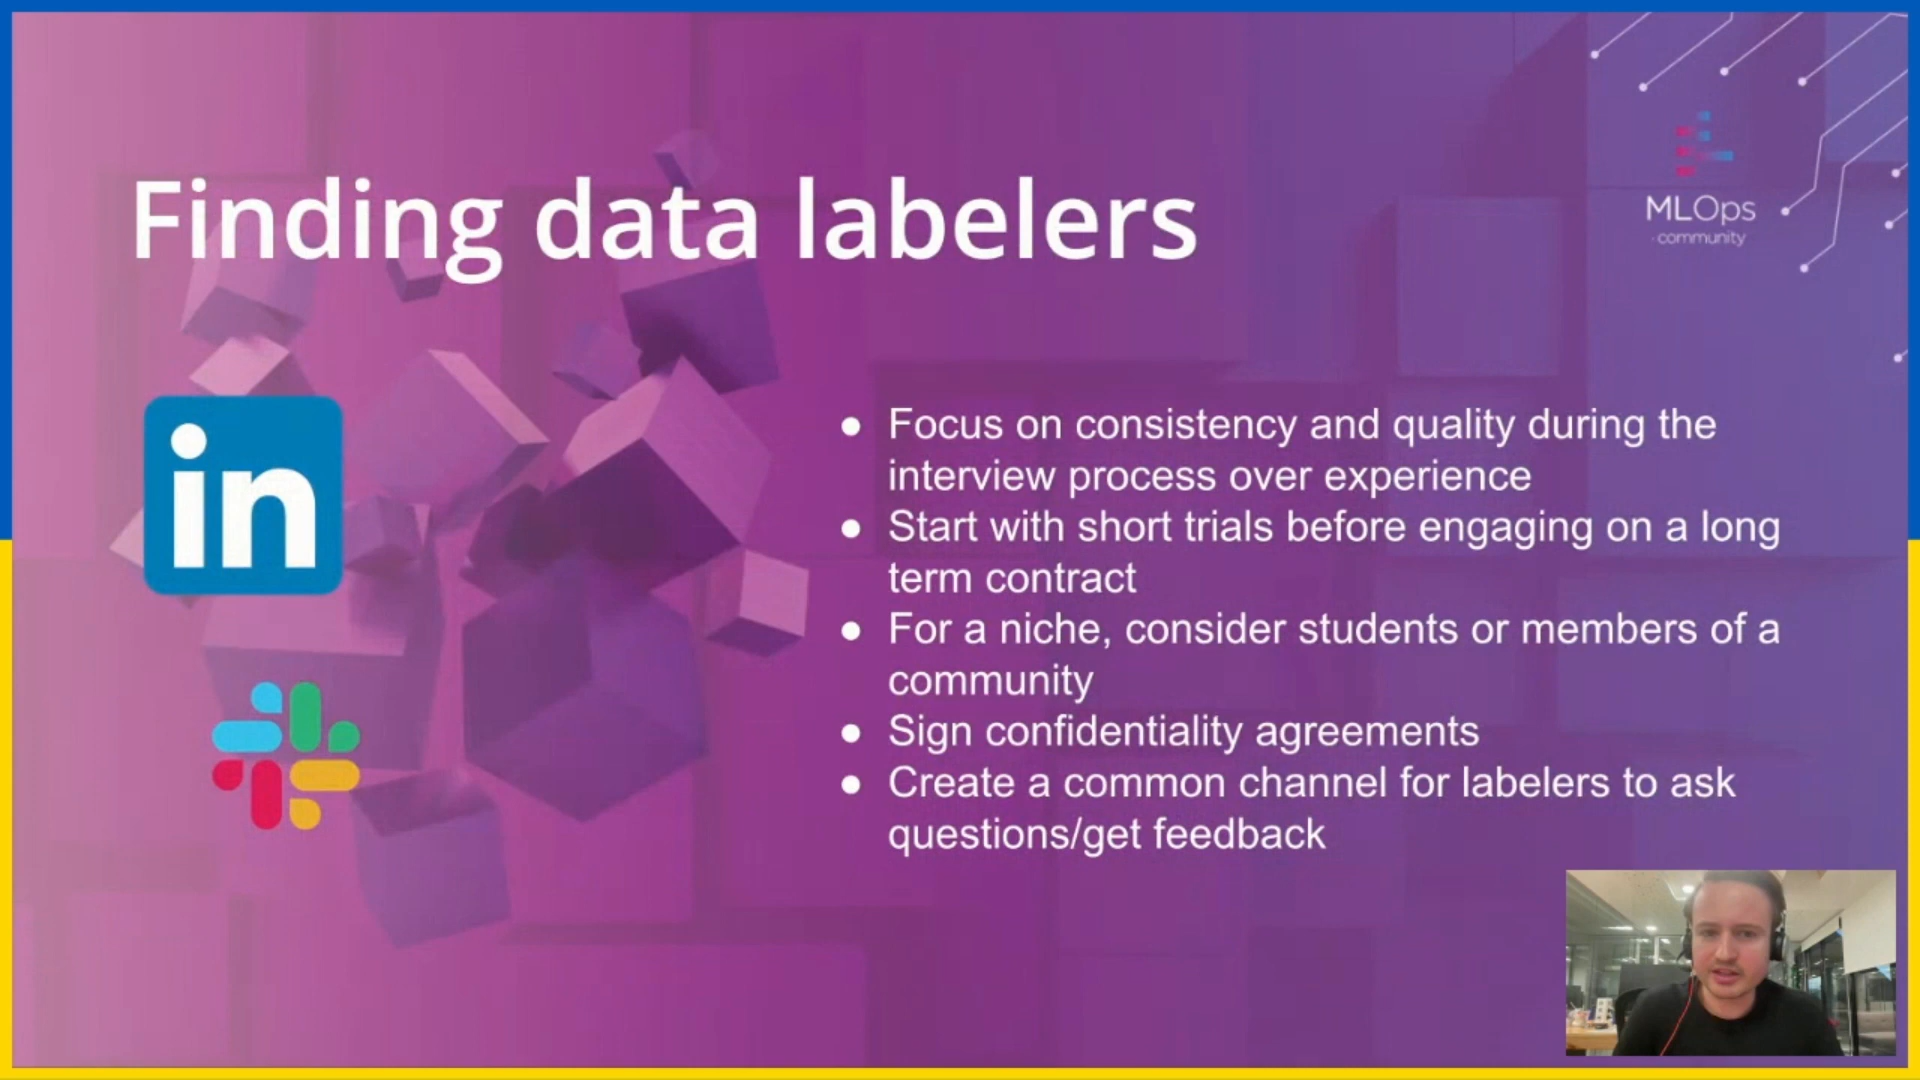 Finding data labelers
MLOps
community
in
● Focus on consistency and quality during the
interview process over experience
● Start with short trials before engaging on a long
term contract
● For a niche, consider students or members of a
community
● Sign confidentiality agreements
● Create a common channel for labelers to ask
questions/get feedback